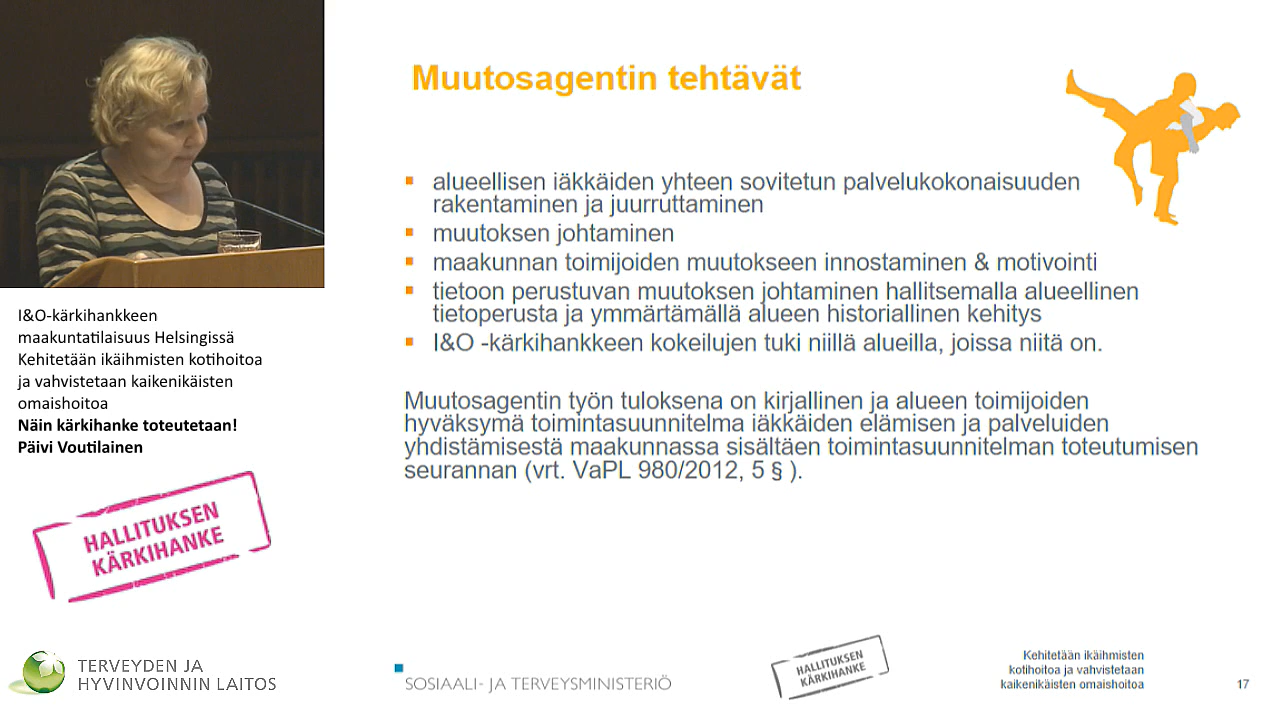 Muutosagentin tehtävät
alueellisen iäkkäiden yhteen sovitetun palvelukokonaisuuden
rakentaminen ja juurruttaminen
muutoksen johtaminen
maakunnan toimijoiden muutokseen innostaminen & motivointi
tietoon perustuvan muutoksen johtaminen hallitsemalla alueellinen
tietoperusta ja ymmärtämällä alueen historiallinen kehitys
I&O -kärkihankkeen kokeilujen tuki niillä alueilla, joissa niitä on.
Muutosagentin työn tuloksena on kirjallinen ja alueen toimijoiden
hyväksymä toimintasuunnitelma iäkkäiden elämisen ja palveluiden
yhdistämisestä maakunnassa sisältäen toimintasuunnitelman toteutumisen
seurannan (vrt. VaPL 980/2012, 5 § ).
I&O-kärkihankkeen
maakuntatilaisuus Helsingissä
Kehitetään ikäihmisten kotihoitoa
ja vahvistetaan kaikenikäisten
omaishoitoa
Näin kärkihanke toteutetaan!
Päivi Voutilainen
HALLITUKSEN
KÄRKIHANKE
TERVEYDEN JA
HYVINVOINNIN LAITOS
SOSIAALI- JA TERVEYSMINISTERIÖ
HALLITUKSEN
KÄRKIHANKE
Kehitetään ikäihmisten
kotihoitoa ja vahvistetaan
kaikenikäisten omaishoitoa
17